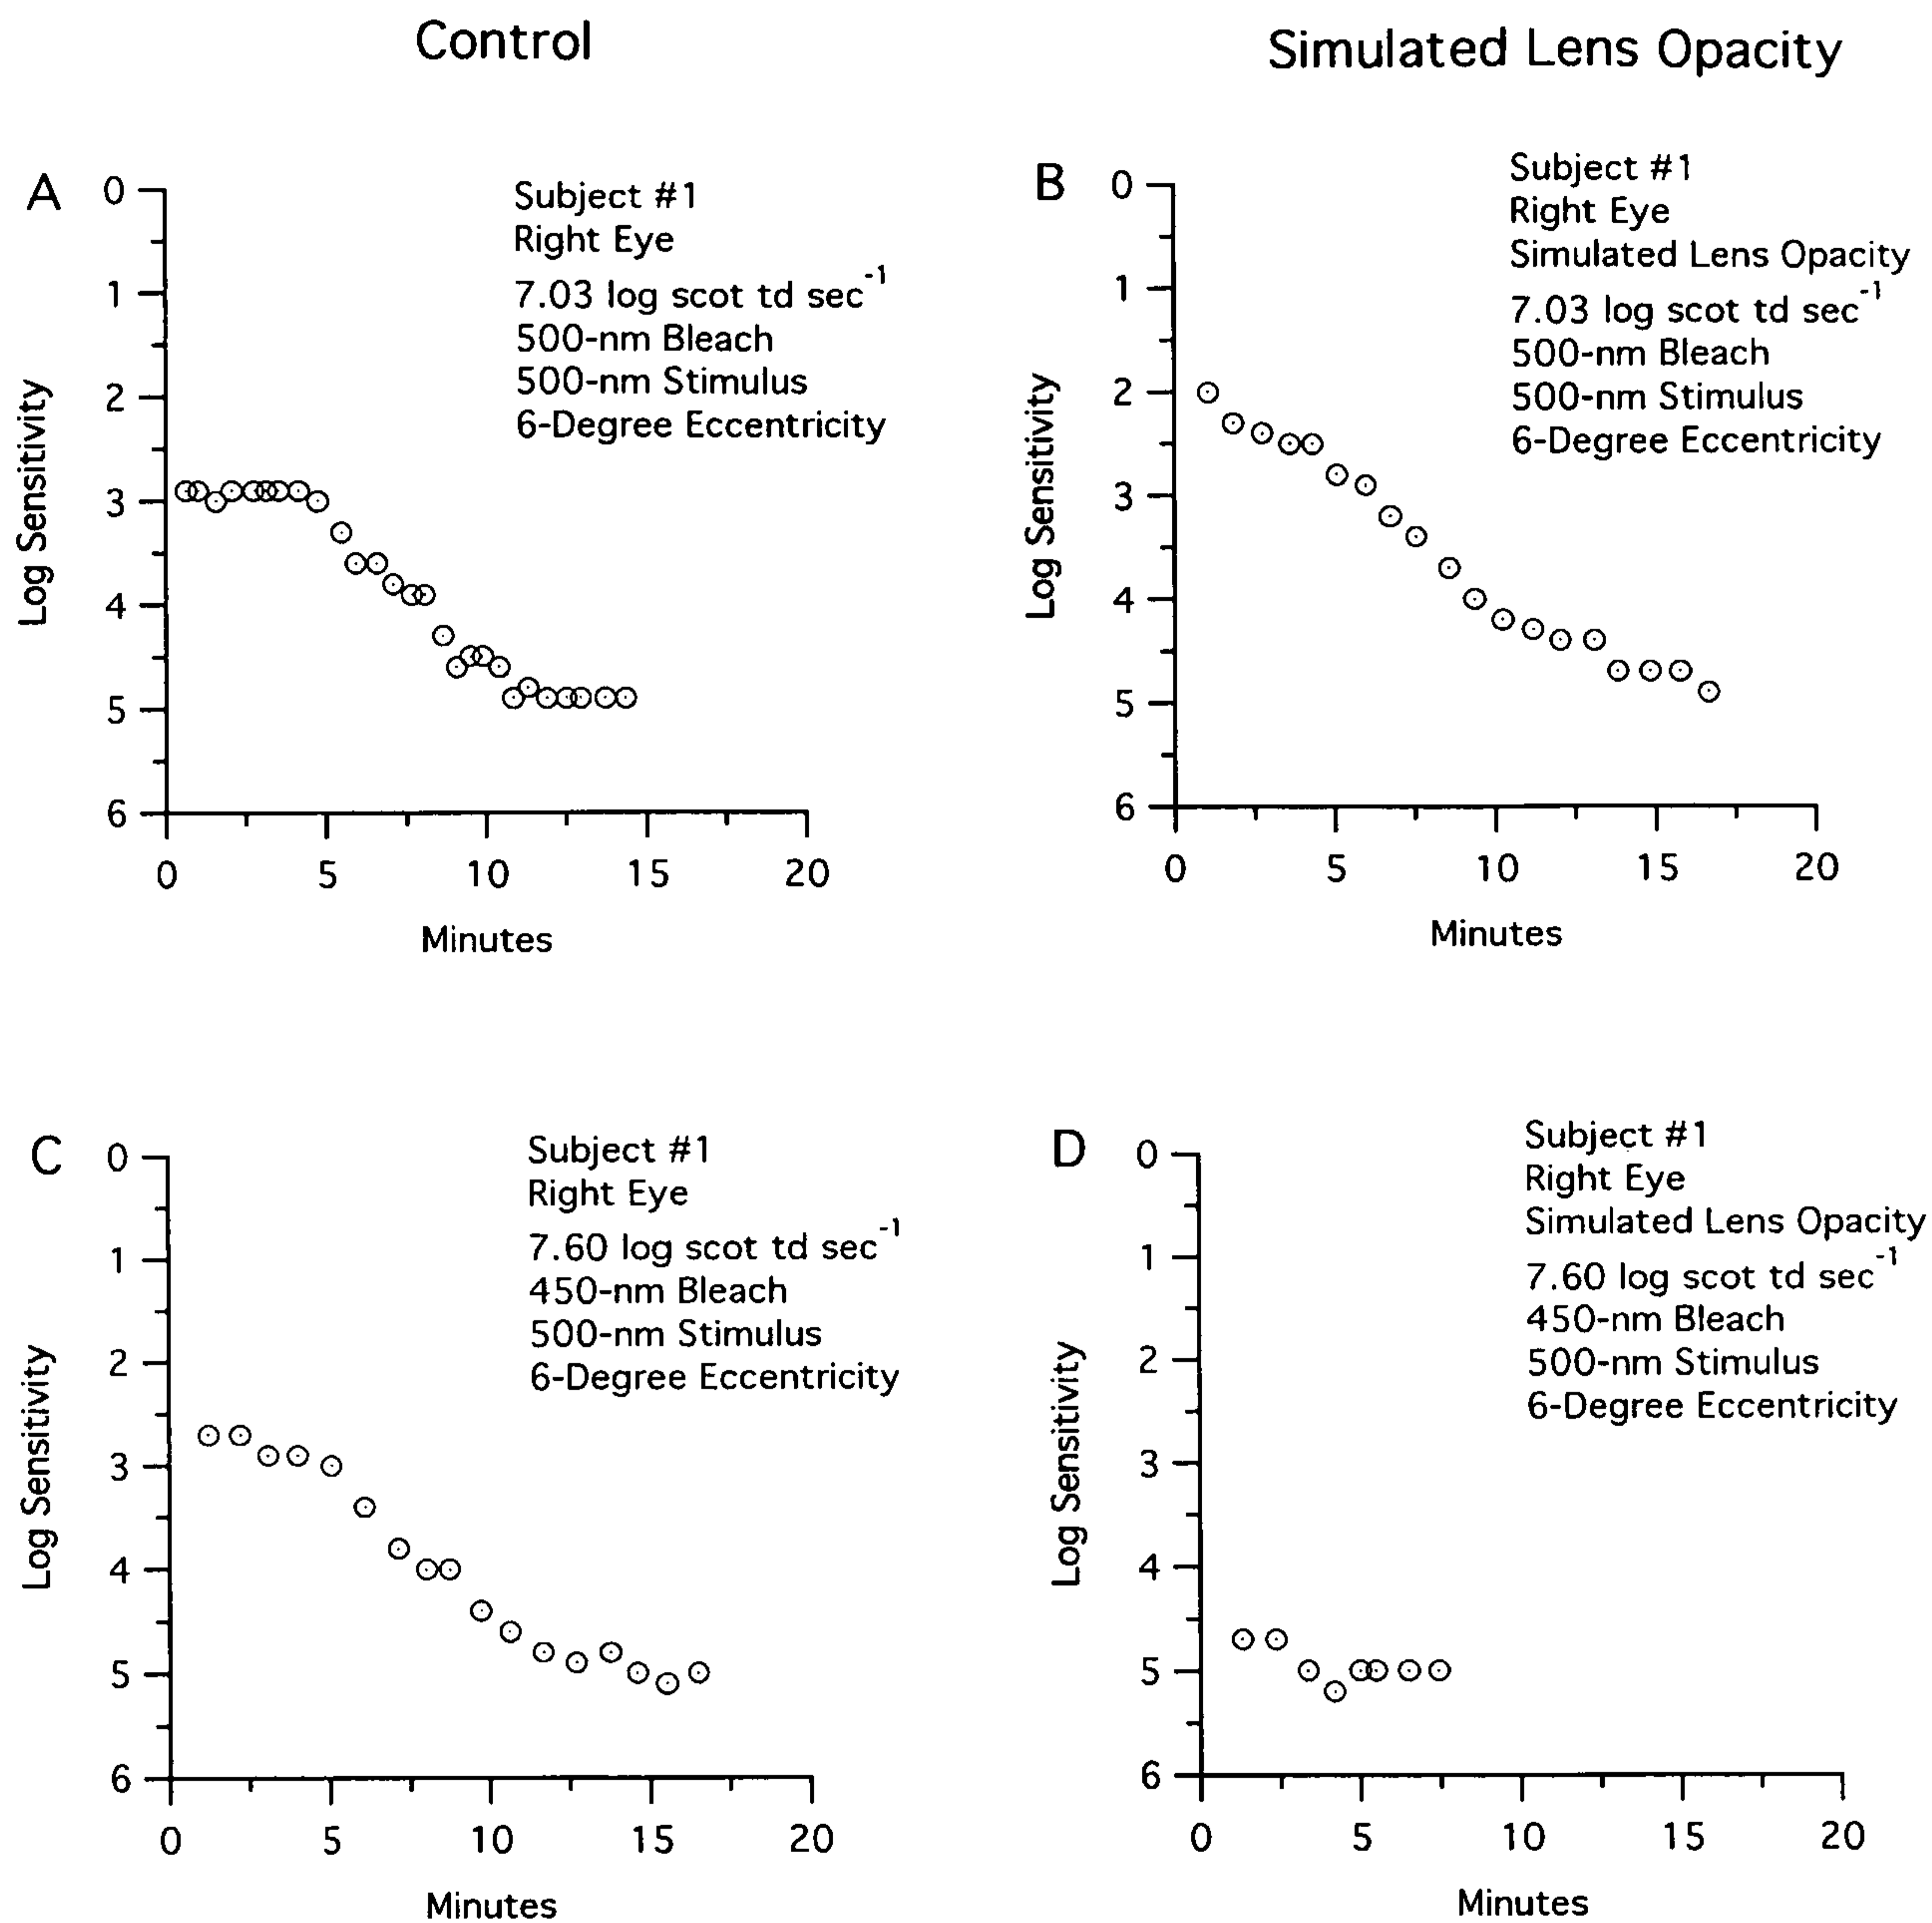 Control
Simulated Lens Opacity
A
Subject #1
Right Eye
7.03 log scot td sec⁻¹
500-nm Bleach
500-nm Stimulus
6-Degree Eccentricity
0
1
2
3
4
5
6
Log Sensitivity
0 5 10 15 20
Minutes
B
Subject #1
Right Eye
Simulated Lens Opacity
7.03 log scot td sec⁻¹
500-nm Bleach
500-nm Stimulus
6-Degree Eccentricity
0
1
2
3
4
5
6
Log Sensitivity
0 5 10 15 20
Minutes
C
Subject #1
Right Eye
7.60 log scot td sec⁻¹
450-nm Bleach
500-nm Stimulus
6-Degree Eccentricity
0
1
2
3
4
5
6
Log Sensitivity
0 5 10 15 20
Minutes
D
Subject #1
Right Eye
Simulated Lens Opacity
7.60 log scot td sec⁻¹
450-nm Bleach
500-nm Stimulus
6-Degree Eccentricity
0
1
2
3
4
5
6
Log Sensitivity
0 5 10 15 20
Minutes